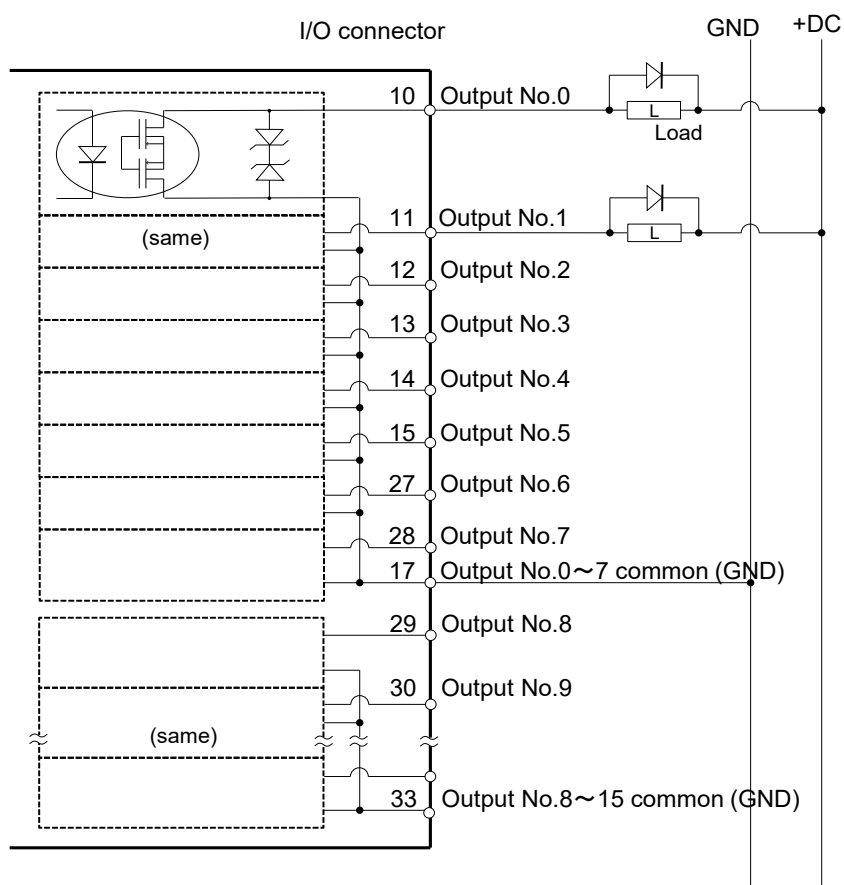 I/O connector
GND
+DC
10
Output No.0
L
Load
11
Output No.1
L
(same)
12
Output No.2
13
Output No.3
14
Output No.4
15
Output No.5
27
Output No.6
28
Output No.7
17
Output No.0～7 common (GND)
29
Output No.8
30
Output No.9
(same)
33
Output No.8～15 common (GND)